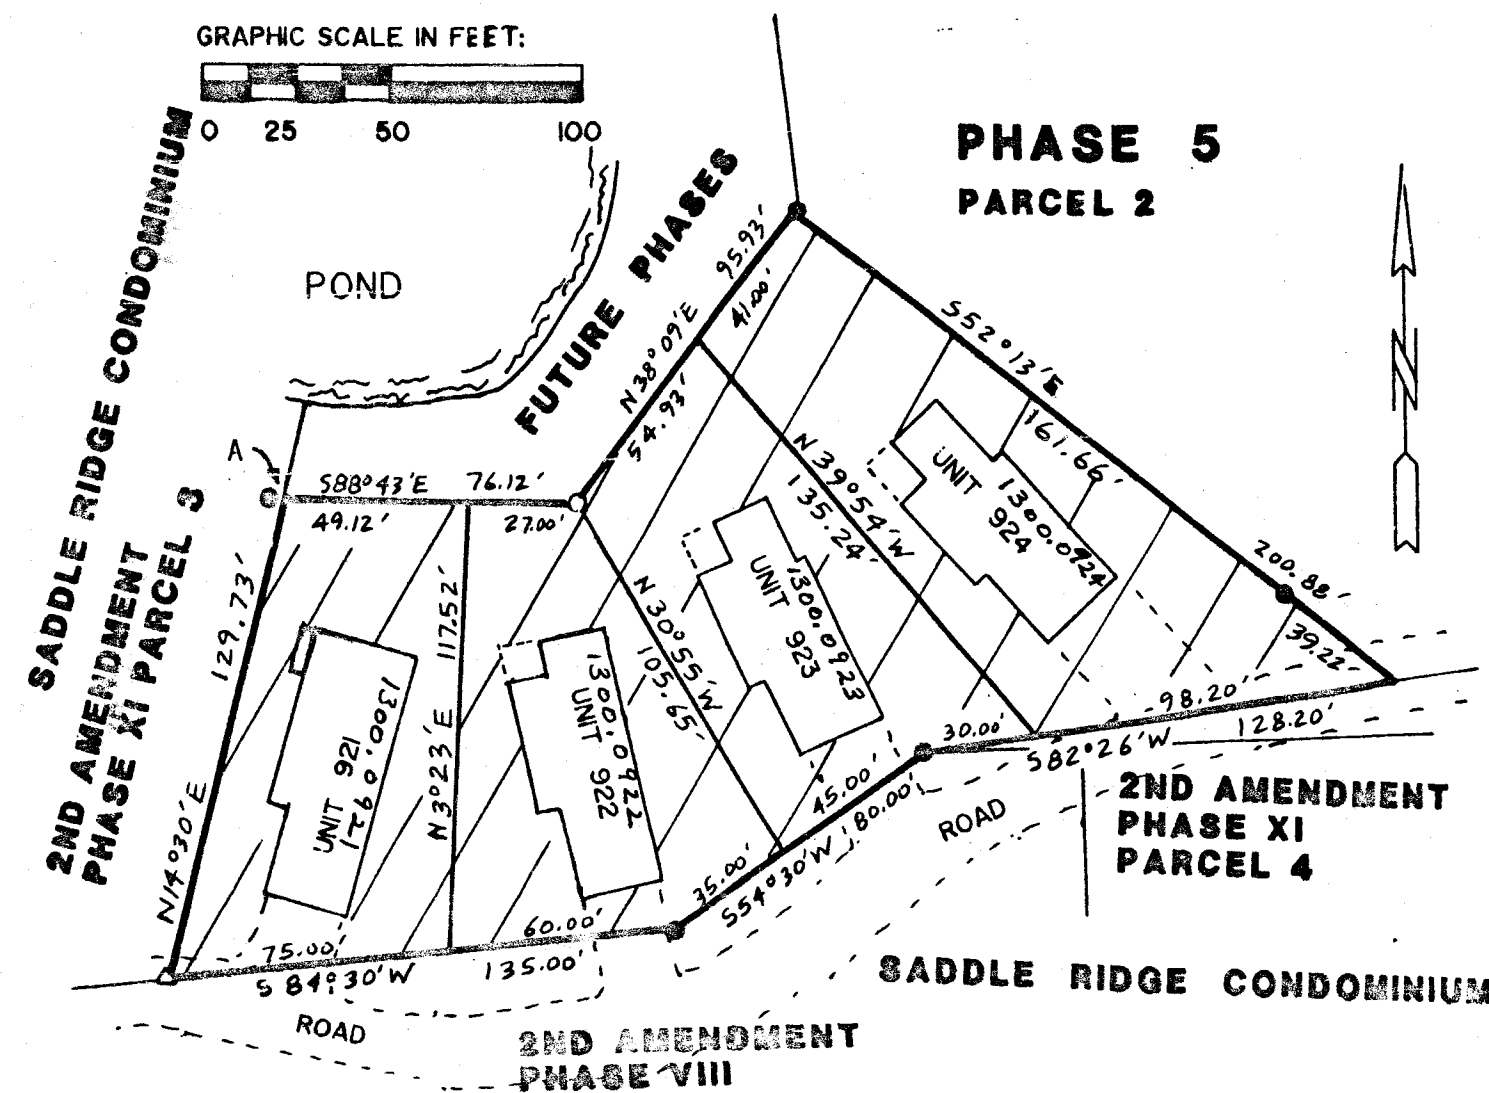 GRAPHIC SCALE IN FEET:
0 25 50 100
PHASE 5
PARCEL 2
POND
FUTURE PHASES
SADDLE RIDGE CONDOMINIUM
2ND AMENDMENT
PHASE XI PARCEL 3
A
N 38°09'E 95.93'
54.93' 41.00'
S52°13'E 200.88'
161.66' 39.22'
S88°43'E 76.12'
49.12' 27.00'
N14°30'E 129.73'
N3°23'E 117.52'
N 30°55'W
105.65'
N 39°54'W
135.24'
UNIT 921
1300.0921
1300.0922
UNIT 922
1300.0923
UNIT 923
UNIT 1300.0924
924
N
75.00' 60.00'
S 84°30'W 135.00'
35.00' 45.00'
S54°30'W 80.00'
30.00' 98.20'
S82°26'W 128.20'
ROAD
ROAD
2ND AMENDMENT
PHASE XI
PARCEL 4
SADDLE RIDGE CONDOMINIUM
2ND AMENDMENT
PHASE VIII